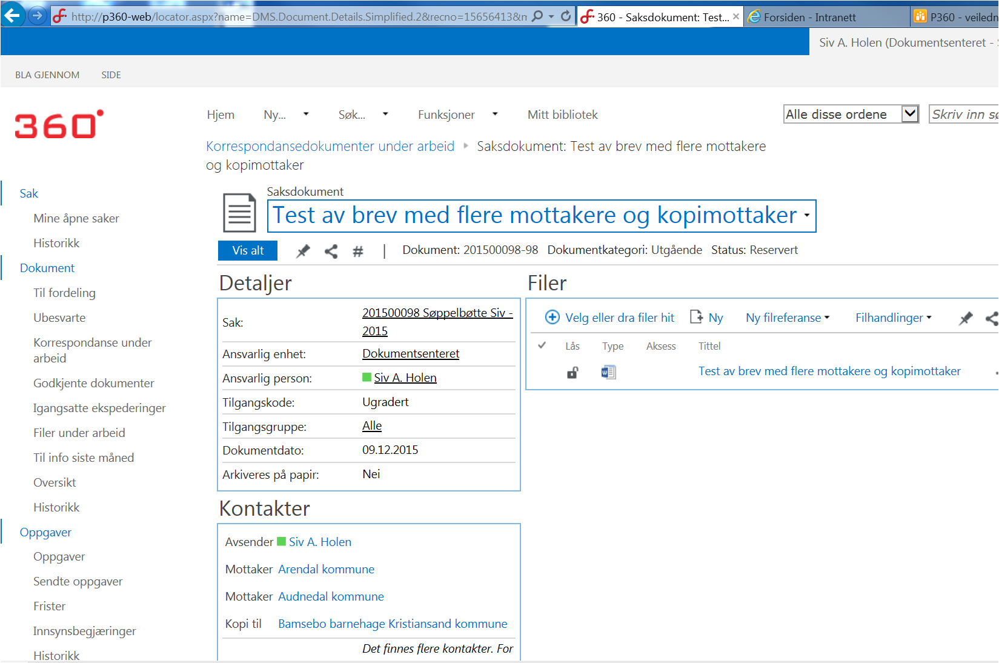 http://p360-web/locator.aspx?name=DMS.Document.Details.Simplified.2&recno=15656413&
360 - Saksdokument: Test...
Forsiden - Intranett
P360 - veiledn
Siv A. Holen (Dokumentsenteret -
BLA GJENNOM SIDE
360°
Hjem Ny... Søk... Funksjoner Mitt bibliotek
Alle disse ordene
Skriv inn sø
Korrespondansedokumenter under arbeid Saksdokument: Test av brev med flere mottakere
og kopimottaker
Sak
Mine åpne saker
Historikk
Dokument
Til fordeling
Ubesvarte
Korrespondanse under
arbeid
Godkjente dokumenter
Igangsatte ekspederinger
Filer under arbeid
Til info siste måned
Oversikt
Historikk
Oppgaver
Oppgaver
Sendte oppgaver
Frister
Innsynsbegjæringer
Historikk
Saksdokument
Test av brev med flere mottakere og kopimottaker
Vis alt # | Dokument: 201500098-98 Dokumentkategori: Utgående Status: Reservert
Detaljer
Sak: 201500098 Søppelbøtte Siv -
2015
Ansvarlig enhet: Dokumentsenteret
Ansvarlig person: Siv A. Holen
Tilgangskode: Ugradert
Tilgangsgruppe: Alle
Dokumentdato: 09.12.2015
Arkiveres på papir: Nei
Kontakter
Avsender Siv A. Holen
Mottaker Arendal kommune
Mottaker Audnedal kommune
Kopi til Bamsebo barnehage Kristiansand kommune
Det finnes flere kontakter. For
Filer
Velg eller dra filer hit Ny Ny filreferanse Filhandlinger
Lås Type Aksess Tittel
Test av brev med flere mottakere og kopimottaker